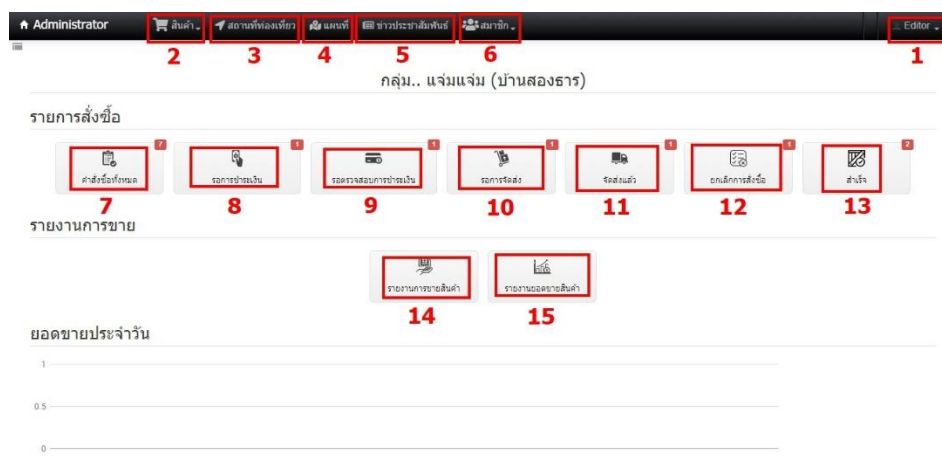 Administrator สินค้า สถานที่ท่องเที่ยว แผนที่ ข่าวประชาสัมพันธ์ สมาชิก Editor
2 3 4 5 6 1
กลุ่ม.. แจ่มแจ่ม (บ้านสองธาร)
รายการสั่งซื้อ
7 1 1 1 1 1 2
คำสั่งซื้อทั้งหมด รอการชำระเงิน รอตรวจสอบการชำระเงิน รอการจัดส่ง จัดส่งแล้ว ยกเลิกการสั่งซื้อ สำเร็จ
7 8 9 10 11 12 13
รายงานการขาย
รายงานการขายสินค้า รายงานยอดขายสินค้า
14 15
ยอดขายประจำวัน
1
0.5
0